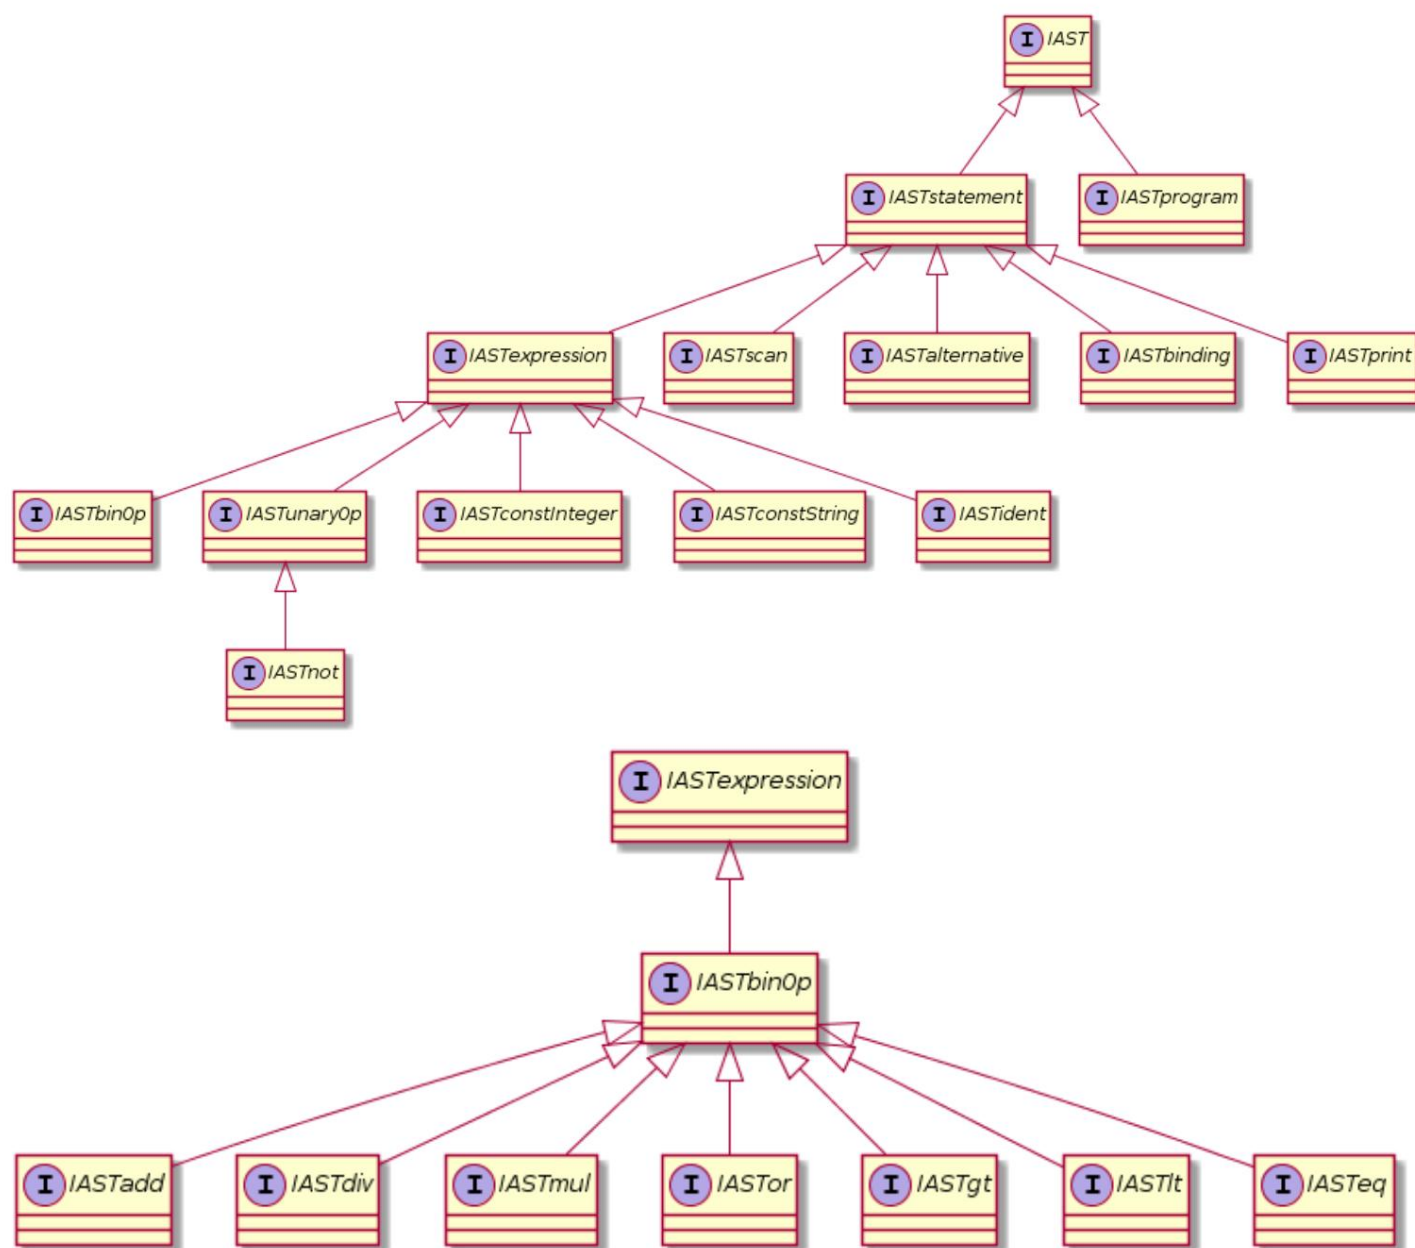 I IAST
I IASTstatement
I IASTprogram
I IASTexpression
I IASTscan
I IASTalternative
I IASTbinding
I IASTprint
I IASTbinOp
I IASTunaryOp
I IASTconstInteger
I IASTconstString
I IASTident
I IASTnot
I IASTexpression
I IASTbinOp
I IASTadd
I IASTdiv
I IASTmul
I IASTor
I IASTgt
I IASTlt
I IASTeq